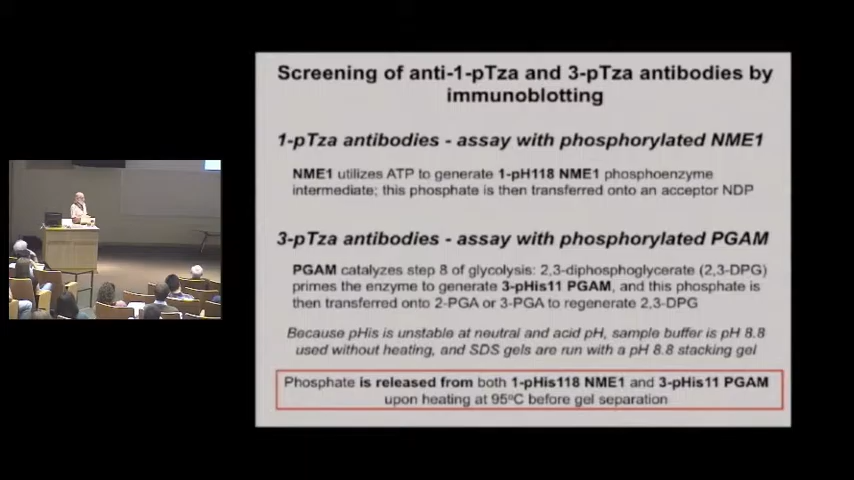 Screening of anti-1-pTza and 3-pTza antibodies by
immunoblotting
1-pTza antibodies - assay with phosphorylated NME1
NME1 utilizes ATP to generate 1-pH118 NME1 phosphoenzyme
intermediate; this phosphate is then transferred onto an acceptor NDP
3-pTza antibodies - assay with phosphorylated PGAM
PGAM catalyzes step 8 of glycolysis: 2,3-diphosphoglycerate (2,3-DPG)
primes the enzyme to generate 3-pHis11 PGAM, and this phosphate is
then transferred onto 2-PGA or 3-PGA to regenerate 2,3-DPG
Because pHis is unstable at neutral and acid pH, sample buffer is pH 8.8
used without heating, and SDS gels are run with a pH 8.8 stacking gel
Phosphate is released from both 1-pHis118 NME1 and 3-pHis11 PGAM
upon heating at 95ºC before gel separation